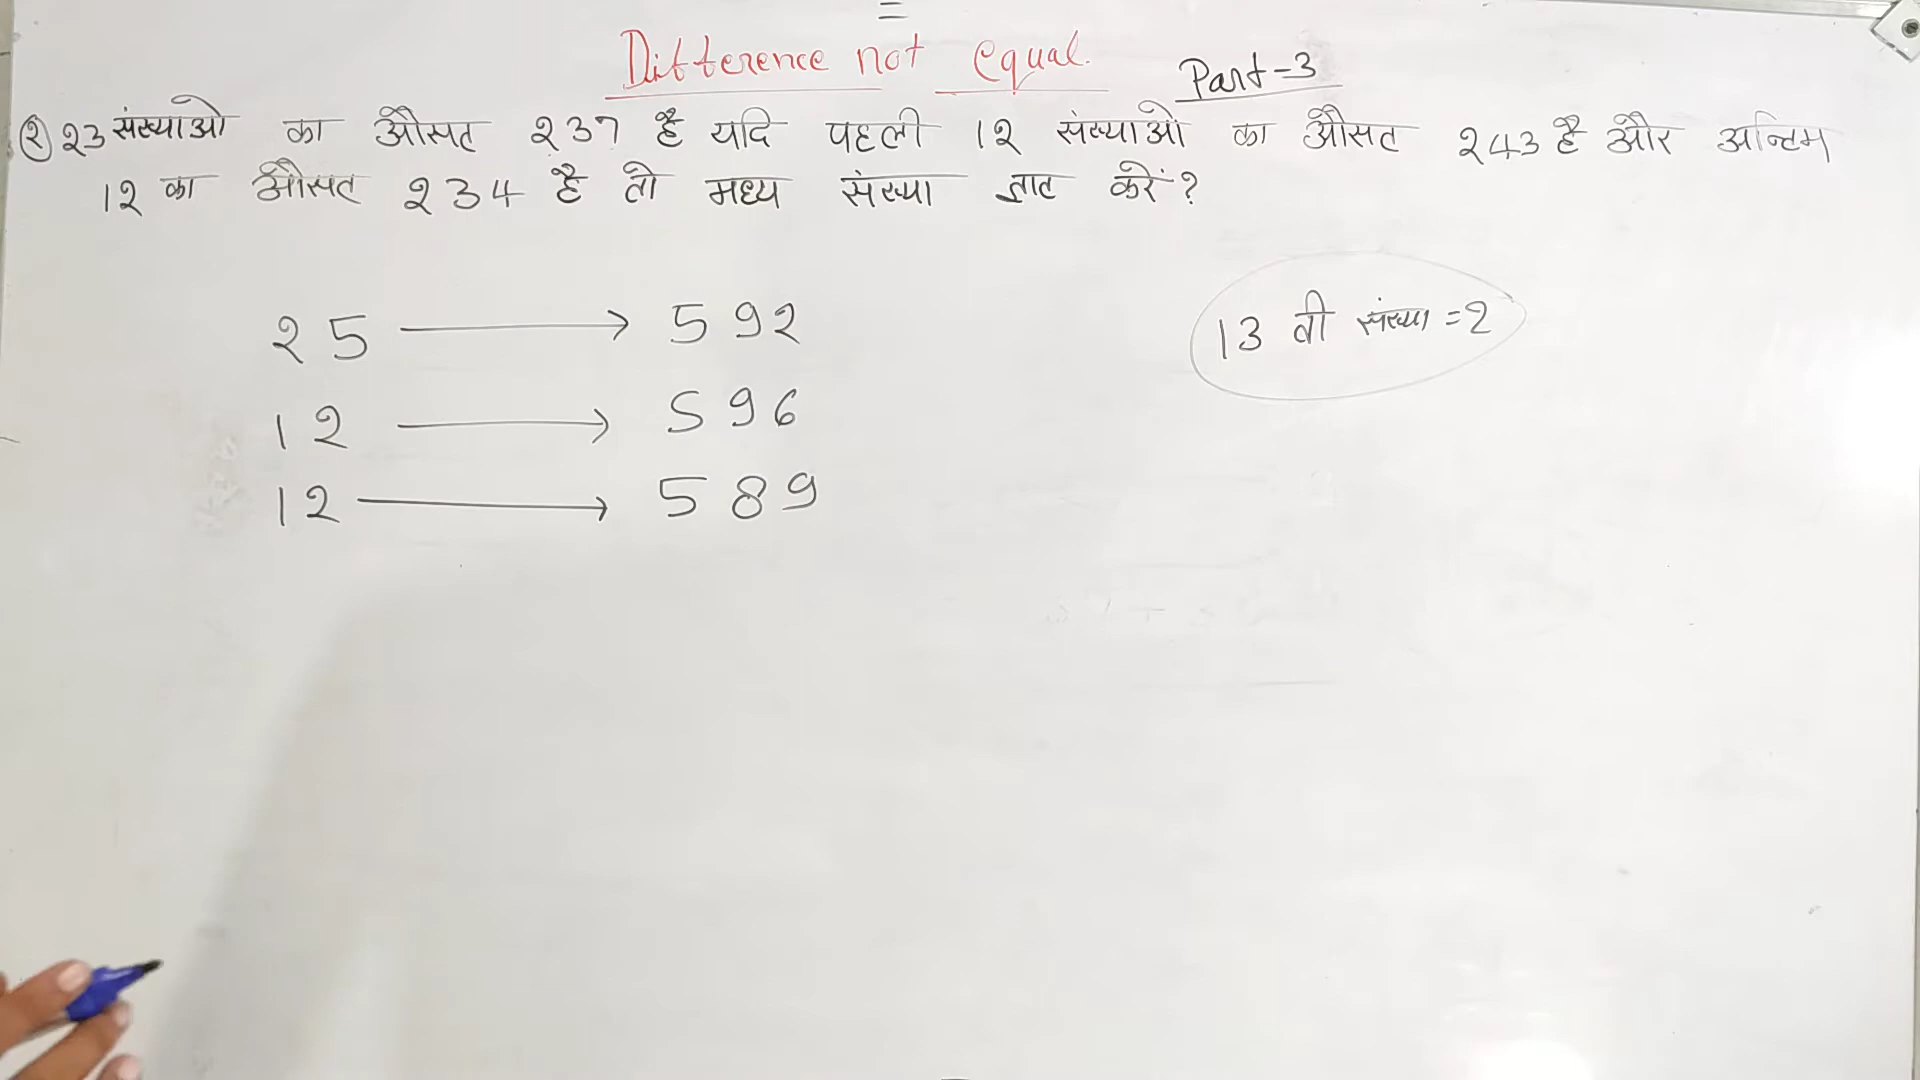 Difference not equal.
Part-3
② 23 संख्याओ का औसत 237 है यदि पहली 12 संख्याओ का औसत 243 है और अन्तिम
12 का औसत 234 है तो मध्य संख्या ज्ञात करें ?
25 → 592
13 वी संख्या = ?
12 → 596
12 → 589